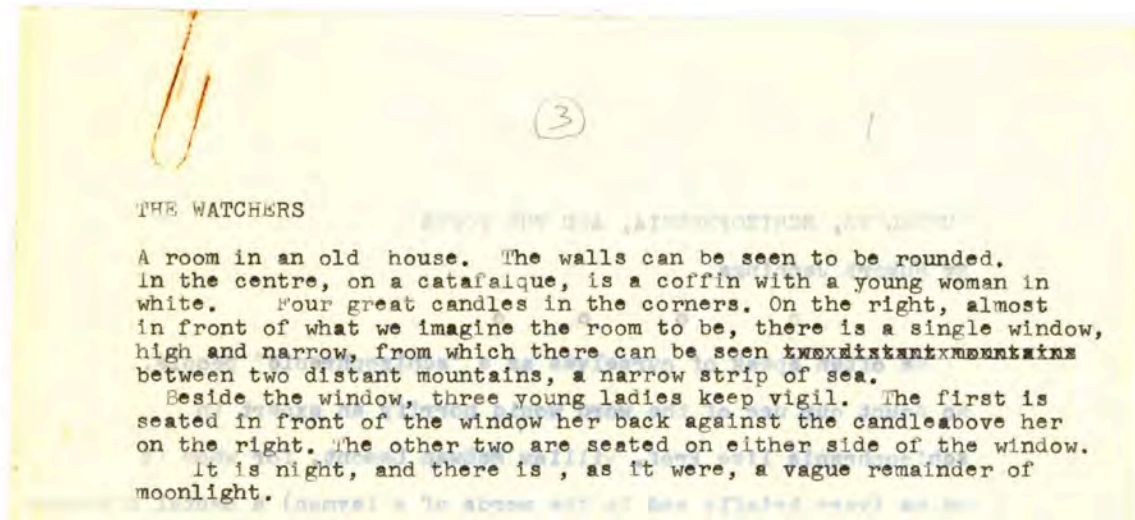 3 1
THE WATCHERS
A room in an old house. The walls can be seen to be rounded.
In the centre, on a catafalque, is a coffin with a young woman in
white. Four great candles in the corners. On the right, almost
in front of what we imagine the room to be, there is a single window,
high and narrow, from which there can be seen
between two distant mountains, a narrow strip of sea.
Beside the window, three young ladies keep vigil. The first is
seated in front of the window her back against the candleabove her
on the right. The other two are seated on either side of the window.
It is night, and there is , as it were, a vague remainder of
moonlight.